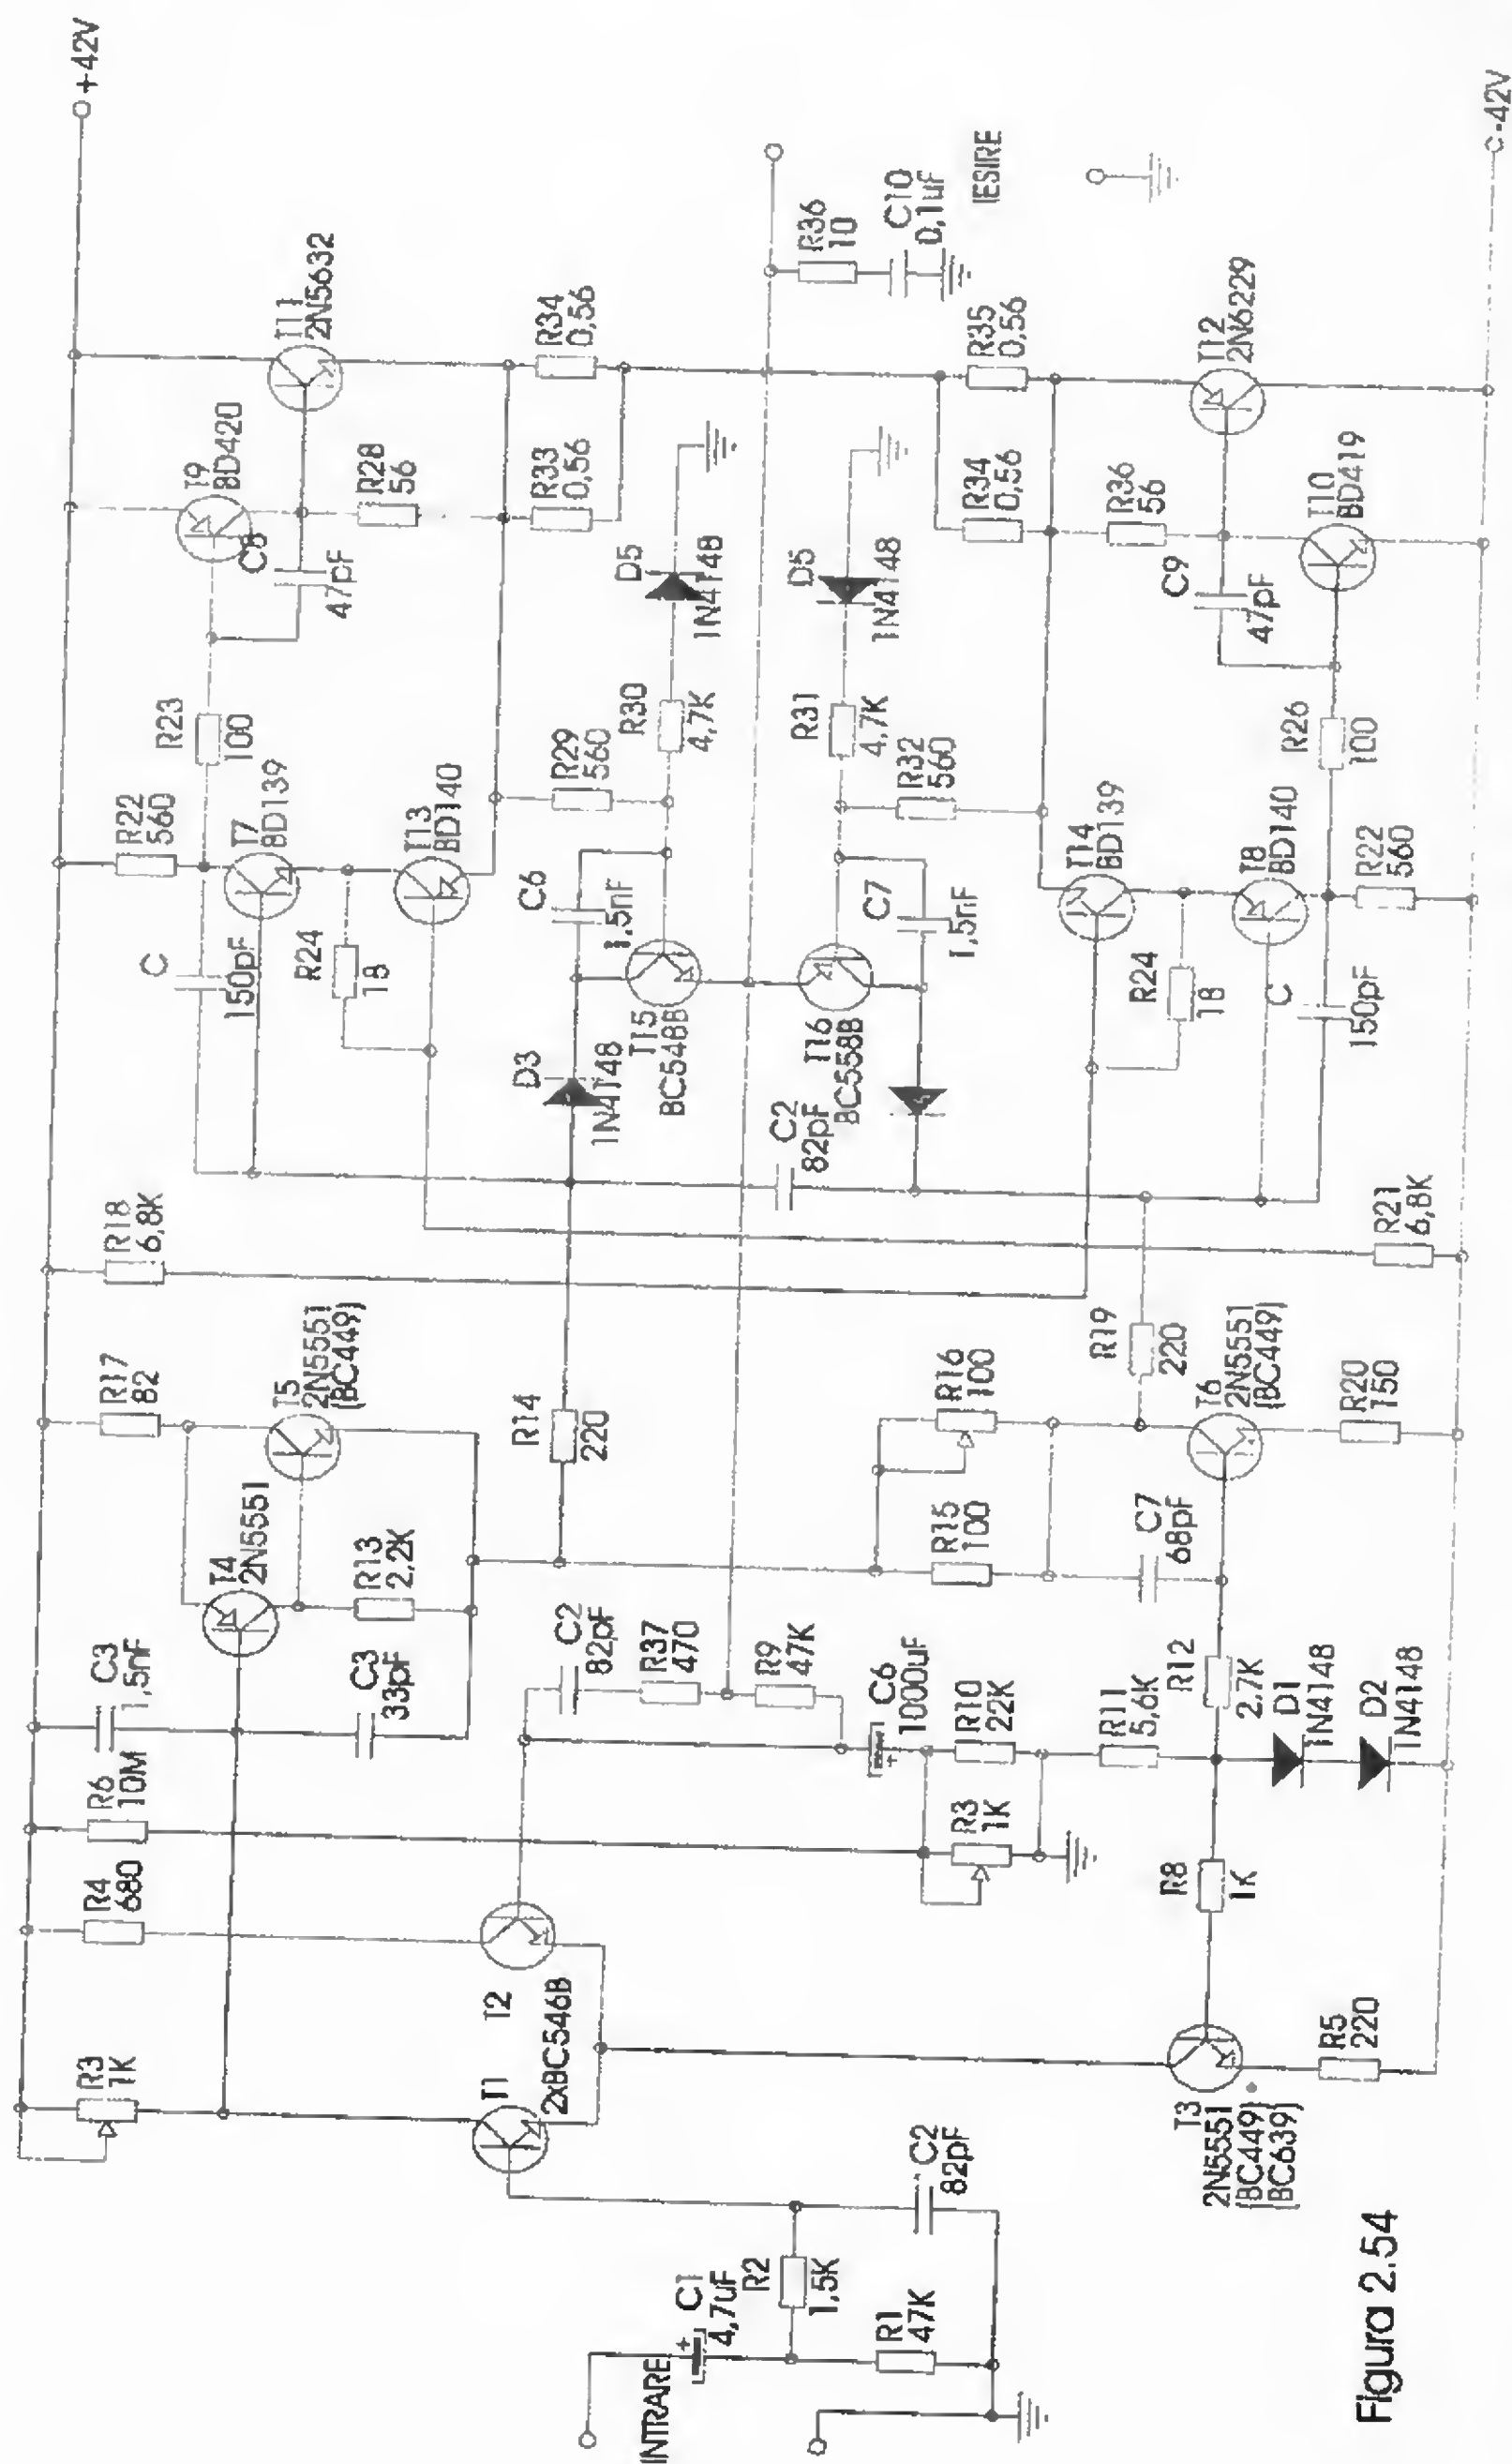 +42V
-42V
R3
1K
R4
680
R6
10M
C3
1,5nF
T4
2N5551
R17
82
T5
2N5551
(BC449)
R13
2,2K
C3
33pF
R18
6,8K
C
150pF
R22
560
T7
BD139
R24
18
T13
BD140
R23
100
T9
BD420
C8
47pF
R28
56
T11
2N5632
R33
0,56
R34
0,56
INTRARE
C1
4,7uF
R2
1,5K
R1
47K
C2
82pF
T1
T2
2xBC546B
C2
82pF
R37
470
R9
47K
C6
1000uF
R10
22K
R3
1K
R11
5,6K
R14
220
R15
100
R16
100
D3
1N4148
C6
1,5nF
T15
BC548B
R29
560
R30
4,7K
D5
1N4148
C2
82pF
T16
BC558B
C7
1,5nF
R31
4,7K
D5
1N4148
R32
560
R36
10
C10
0,1uF
IESIRE
R34
0,56
R35
0,56
R36
56
T12
2N6229
C9
47pF
T10
BD419
R26
100
T14
BD139
R24
18
T8
BD140
C
150pF
R22
560
R19
220
R21
6,8K
C7
68pF
T6
2N5551
(BC449)
R20
150
R12
2.7K
D1
1N4148
D2
1N4148
R8
1K
T3
2N5551
(BC449)
(BC639)
R5
220
Figura 2.54